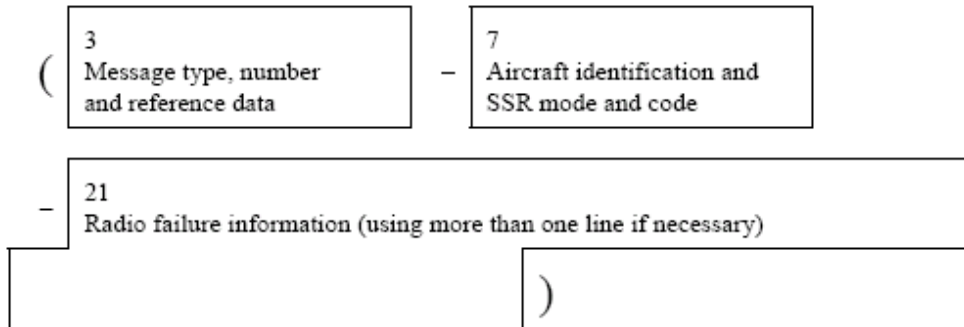 (
3
Message type, number
and reference data
–
7
Aircraft identification and
SSR mode and code
–
21
Radio failure information (using more than one line if necessary)
)